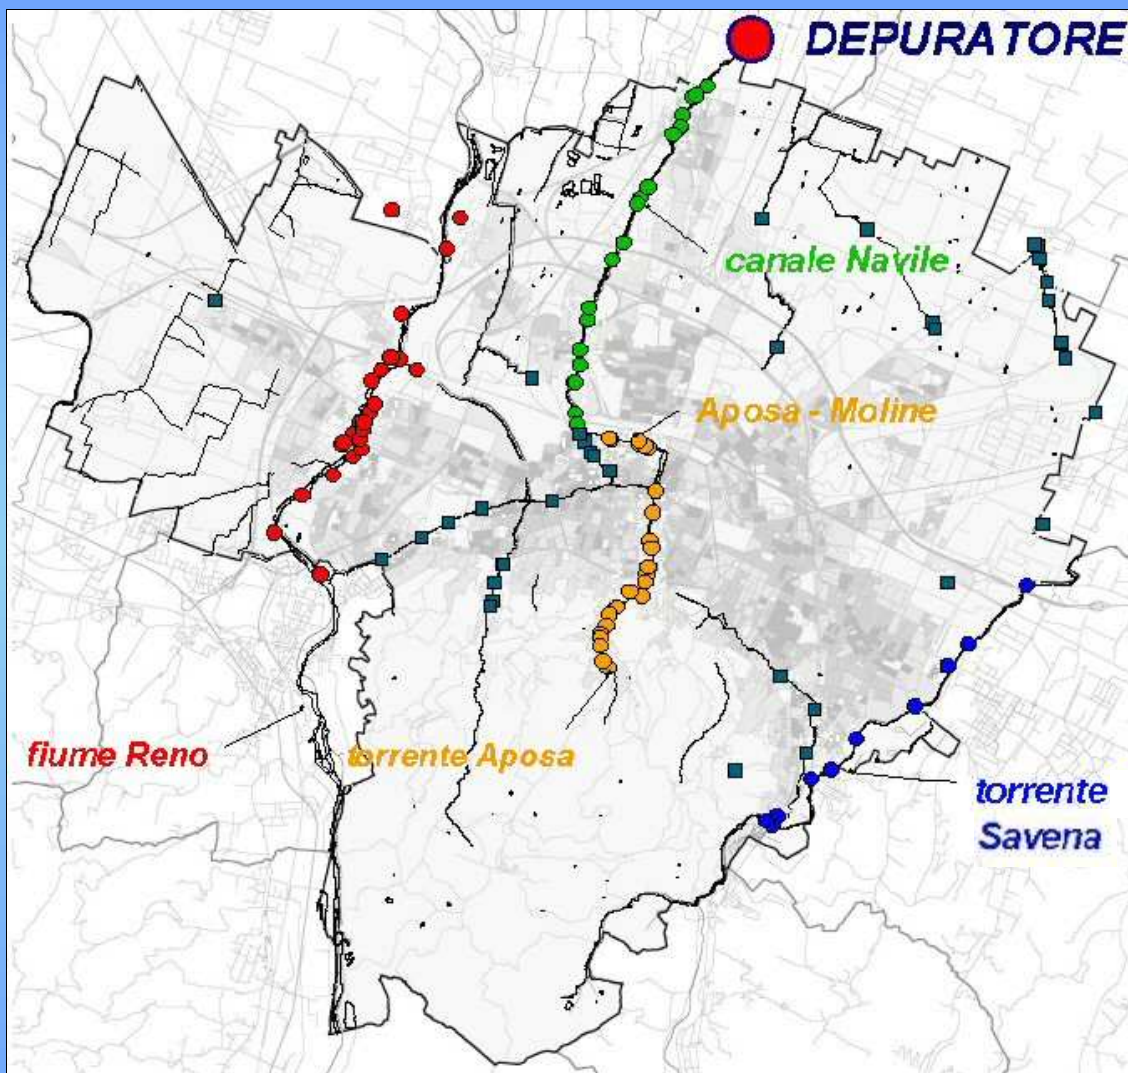 DEPURATORE
canale Navile
Aposa - Moline
fiume Reno
torrente Aposa
torrente
Savena